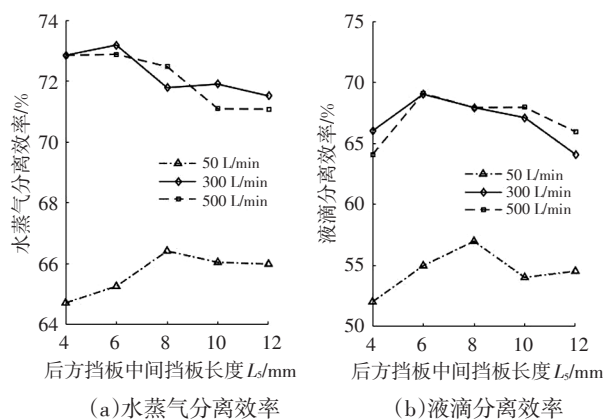 水蒸气分离效率/%
74
72
70
68
66
64
50 L/min
300 L/min
500 L/min
4 6 8 10 12
后方挡板中间挡板长度L₅/mm
(a)水蒸气分离效率
液滴分离效率/%
75
70
65
60
55
50
50 L/min
300 L/min
500 L/min
4 6 8 10 12
后方挡板中间挡板长度L₅/mm
(b)液滴分离效率